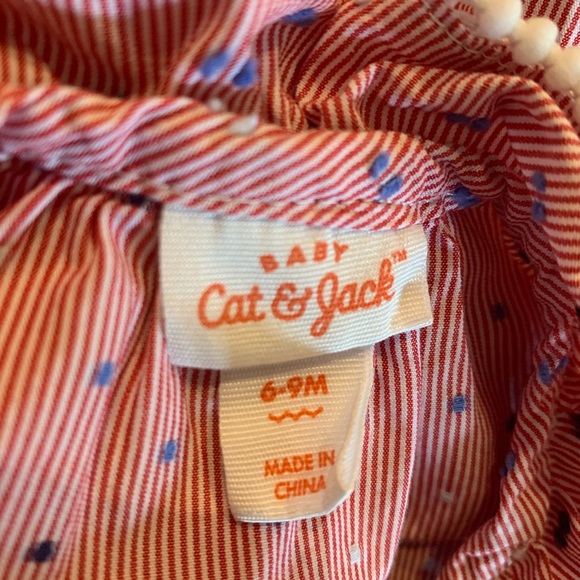 BABY
Cat & Jack™
6-9M
MADE IN
CHINA